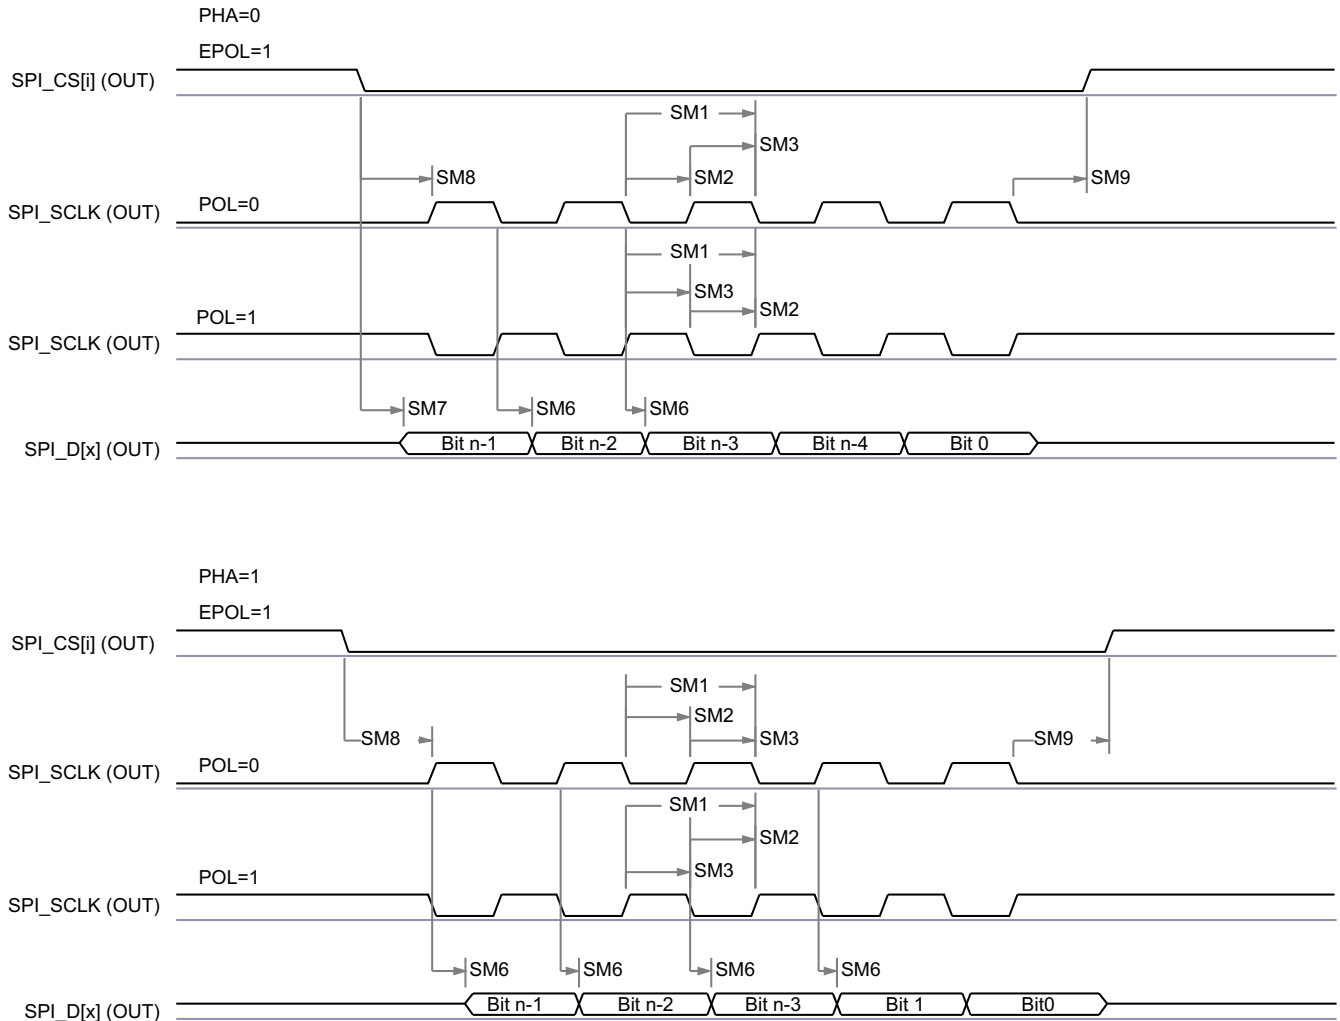 PHA=0
EPOL=1
SPI_CS[i] (OUT)
SM1
SM3
SM8
SM2
SM9
SPI_SCLK (OUT)
POL=0
SM1
SM3
SM2
POL=1
SPI_SCLK (OUT)
SM7
SM6
SM6
SPI_D[x] (OUT)
Bit n-1
Bit n-2
Bit n-3
Bit n-4
Bit 0
PHA=1
EPOL=1
SPI_CS[i] (OUT)
SM1
SM2
SM8
SM3
SM9
SPI_SCLK (OUT)
POL=0
SM1
SM2
SM3
POL=1
SPI_SCLK (OUT)
SM6
SM6
SM6
SM6
SPI_D[x] (OUT)
Bit n-1
Bit n-2
Bit n-3
Bit 1
Bit0